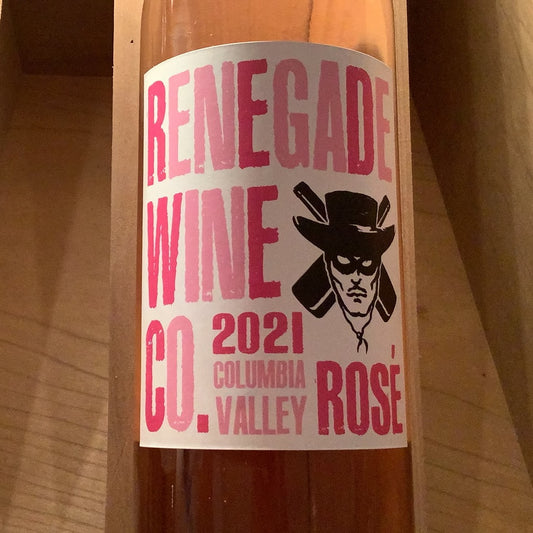 RENEGADE
WINE
CO.
2021
COLUMBIA
VALLEY
ROSÉ